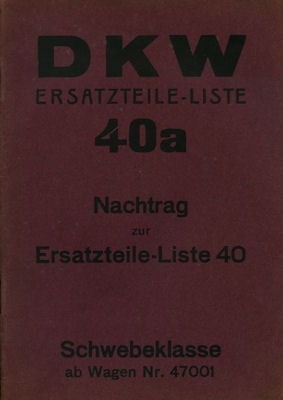 DKW
ERSATZTEILE-LISTE
40a
Nachtrag
zur
Ersatzteile-Liste 40
Schwebeklasse
ab Wagen Nr. 47001